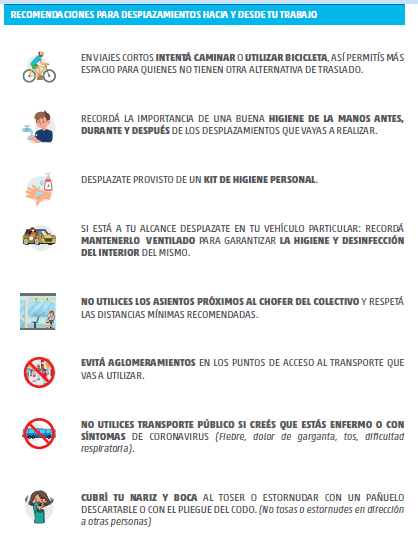 RECOMENDACIONES PARA DESPLAZAMIENTOS HACIA Y DESDE TU TRABAJO
EN VIAJES CORTOS INTENTÁ CAMINAR O UTILIZAR BICICLETA, ASÍ PERMITÍS MÁS
ESPACIO PARA QUIENES NO TIENEN OTRA ALTERNATIVA DE TRASLADO.
RECORDÁ LA IMPORTANCIA DE UNA BUENA HIGIENE DE LA MANOS ANTES,
DURANTE Y DESPUÉS DE LOS DESPLAZAMIENTOS QUE VAYAS A REALIZAR.
DESPLAZATE PROVISTO DE UN KIT DE HIGIENE PERSONAL.
SI ESTÁ A TU ALCANCE DESPLAZATE EN TU VEHÍCULO PARTICULAR: RECORDÁ
MANTENERLO VENTILADO PARA GARANTIZAR LA HIGIENE Y DESINFECCIÓN
DEL INTERIOR DEL MISMO.
NO UTILICES LOS ASIENTOS PRÓXIMOS AL CHOFER DEL COLECTIVO Y RESPETÁ
LAS DISTANCIAS MÍNIMAS RECOMENDADAS.
EVITÁ AGLOMERAMIENTOS EN LOS PUNTOS DE ACCESO AL TRANSPORTE QUE
VAS A UTILIZAR.
NO UTILICES TRANSPORTE PÚBLICO SI CREÉS QUE ESTÁS ENFERMO O CON
SÍNTOMAS DE CORONAVIRUS (Fiebre, dolor de garganta, tos, dificultad
respiratoria).
CUBRÍ TU NARIZ Y BOCA AL TOSER O ESTORNUDAR CON UN PAÑUELO
DESCARTABLE O CON EL PLIEGUE DEL CODO. (No tosas o estornudes en dirección
a otras personas)